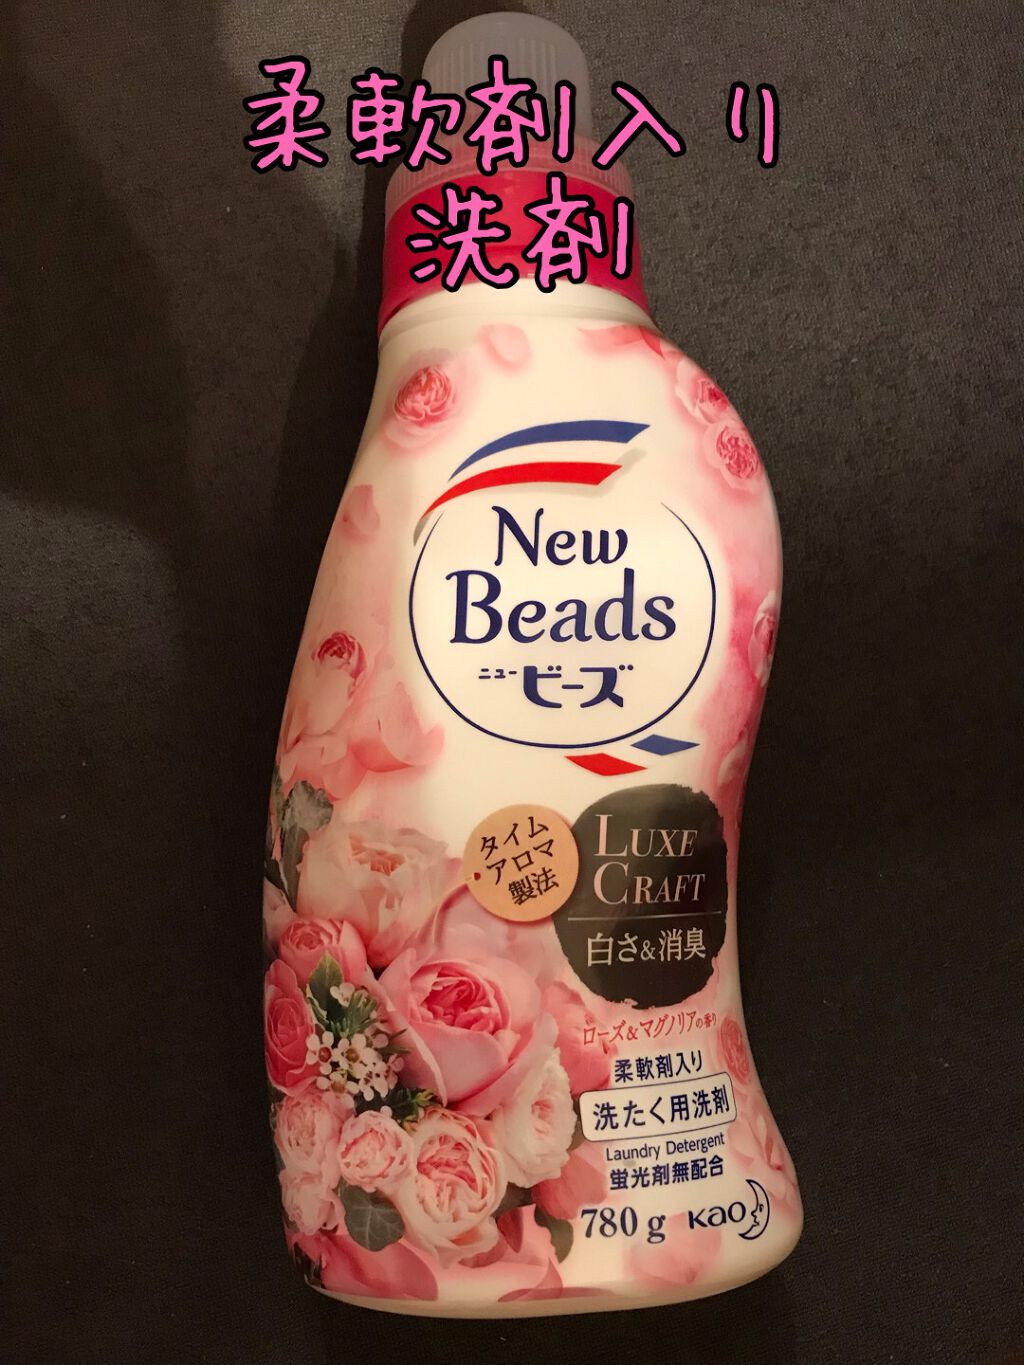 柔軟剤入り
洗剤
New
Beads
ニュービーズ
タイム
アロマ
製法
LUXE
CRAFT
白さ&消臭
ローズ&マグノリアの香り
柔軟剤入り
洗たく用洗剤
Laundry Detergent
蛍光剤無配合
780g Kao